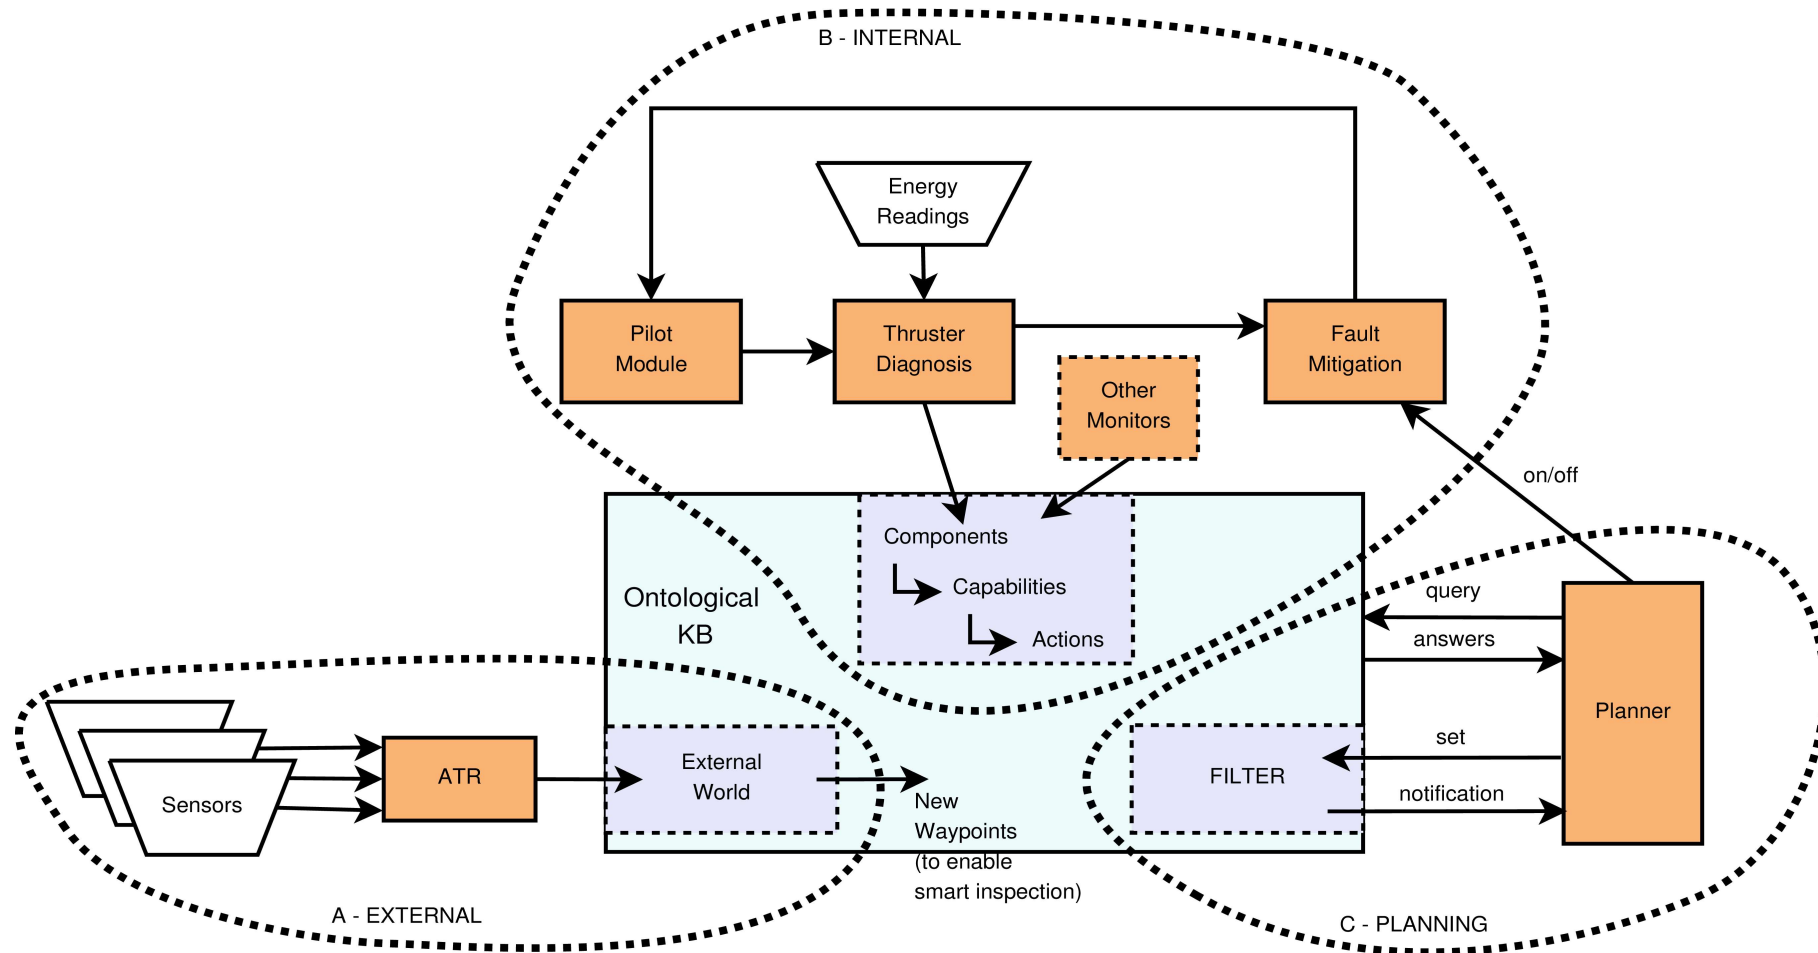 B - INTERNAL
Energy
Readings
Pilot
Module
Thruster
Diagnosis
Fault
Mitigation
Other
Monitors
on/off
Components
Capabilities
Actions
Ontological
KB
query
answers
Planner
set
notification
FILTER
External
World
ATR
Sensors
New
Waypoints
(to enable
smart inspection)
A - EXTERNAL
C - PLANNING